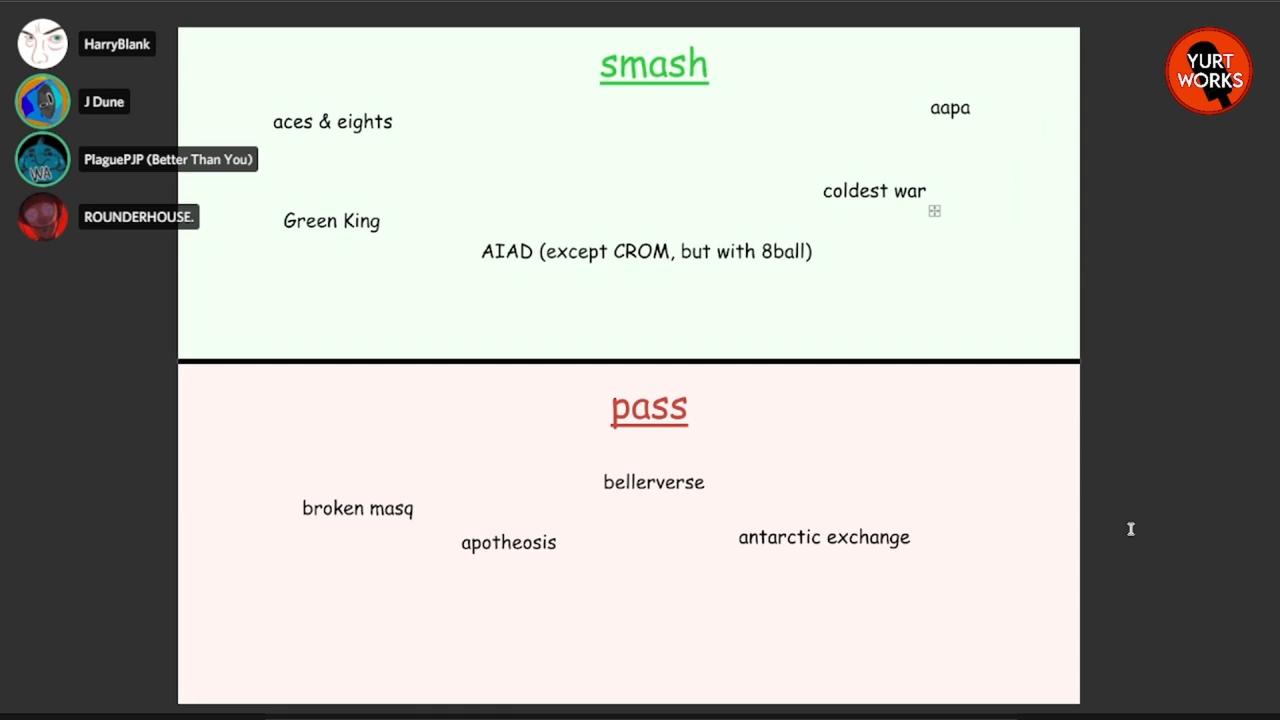 HarryBlank
J Dune
PlaguePJP (Better Than You)
WA
ROUNDERHOUSE.
YURT
WORKS
smash
aces & eights
aapa
coldest war
Green King
AIAD (except CROM, but with 8ball)
pass
bellerverse
broken masq
antarctic exchange
apotheosis